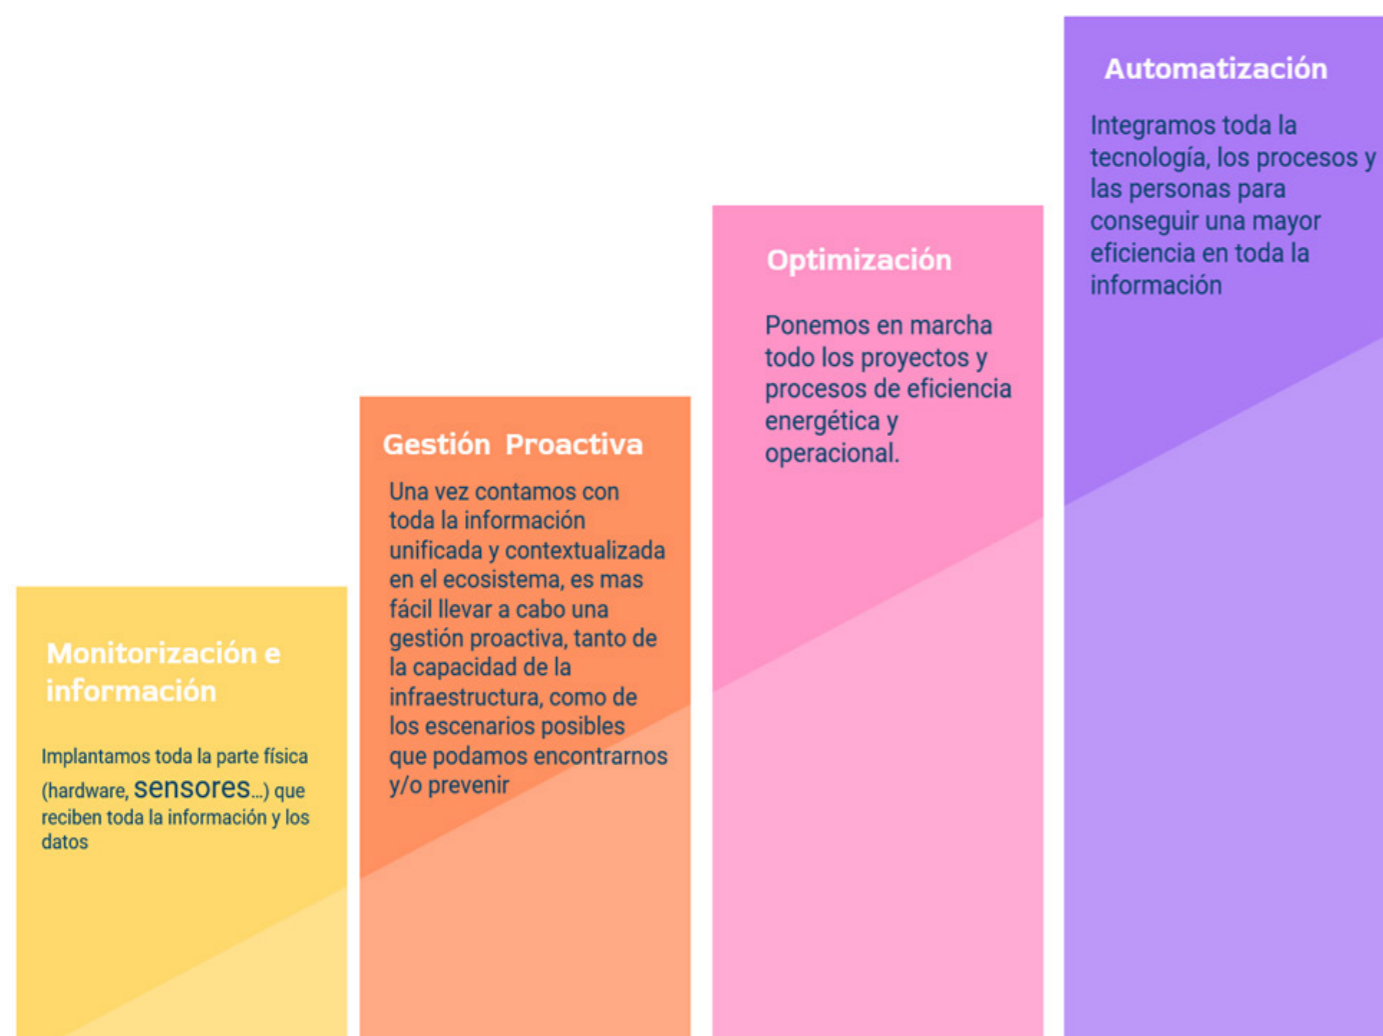 Monitorización e
información
Implantamos toda la parte física
(hardware, sensores...) que
reciben toda la información y los
datos
Gestión Proactiva
Una vez contamos con
toda la información
unificada y contextualizada
en el ecosistema, es mas
fácil llevar a cabo una
gestión proactiva, tanto de
la capacidad de la
infraestructura, como de
los escenarios posibles
que podamos encontrarnos
y/o prevenir
Optimización
Ponemos en marcha
todo los proyectos y
procesos de eficiencia
energética y
operacional.
Automatización
Integramos toda la
tecnología, los procesos y
las personas para
conseguir una mayor
eficiencia en toda la
información